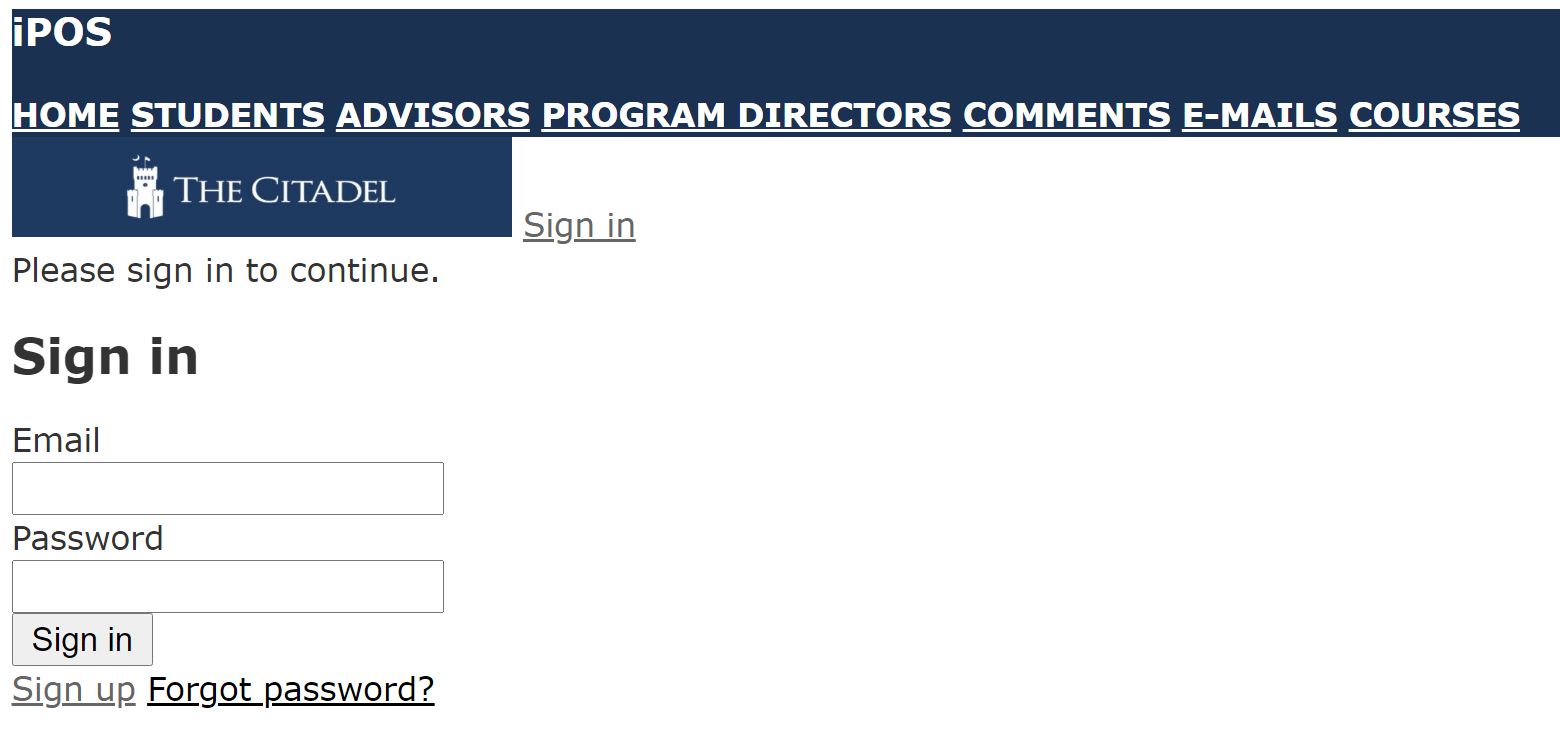 iPOS
HOME STUDENTS ADVISORS PROGRAM DIRECTORS COMMENTS E-MAILS COURSES
THE CITADEL Sign in
Please sign in to continue.
Sign in
Email
Password
Sign in
Sign up Forgot password?